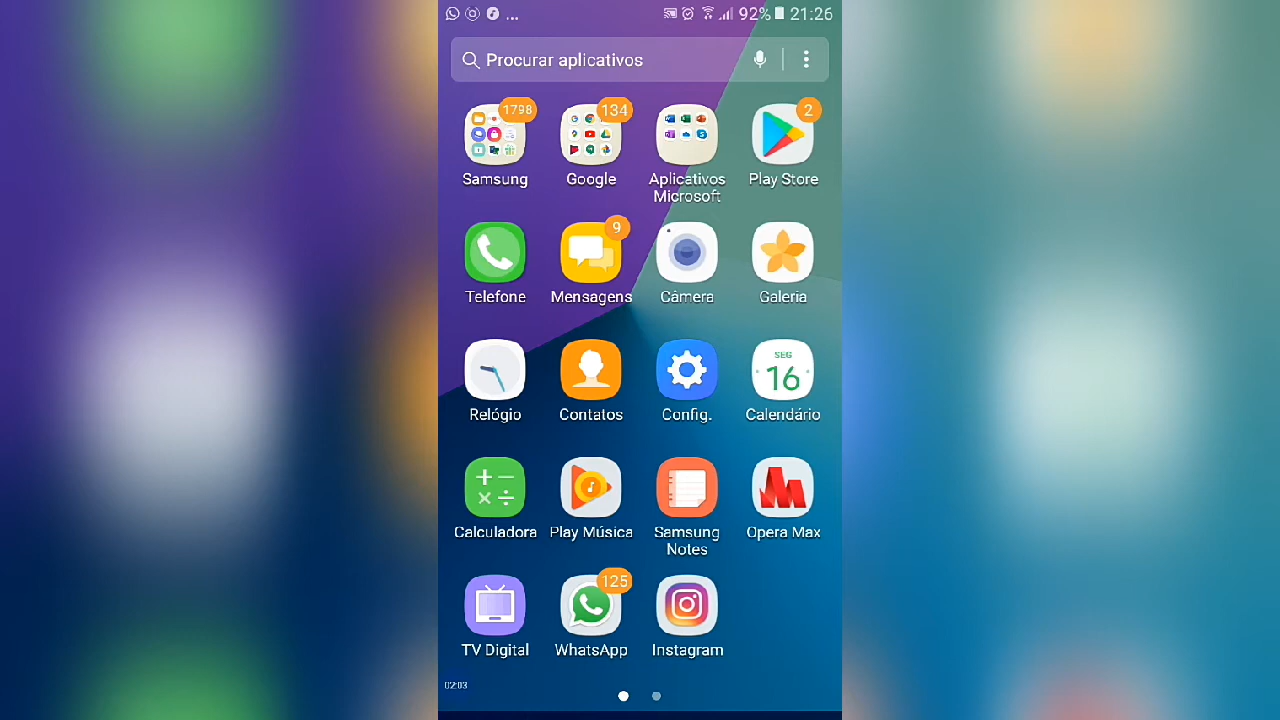 ... 92% 21:26
Procurar aplicativos
1798 134 2
Samsung Google Aplicativos Microsoft Play Store
9
Telefone Mensagens Câmera Galeria
SEG
16
Relógio Contatos Config. Calendário
Calculadora Play Música Samsung Notes Opera Max
125
TV Digital WhatsApp Instagram
02:03